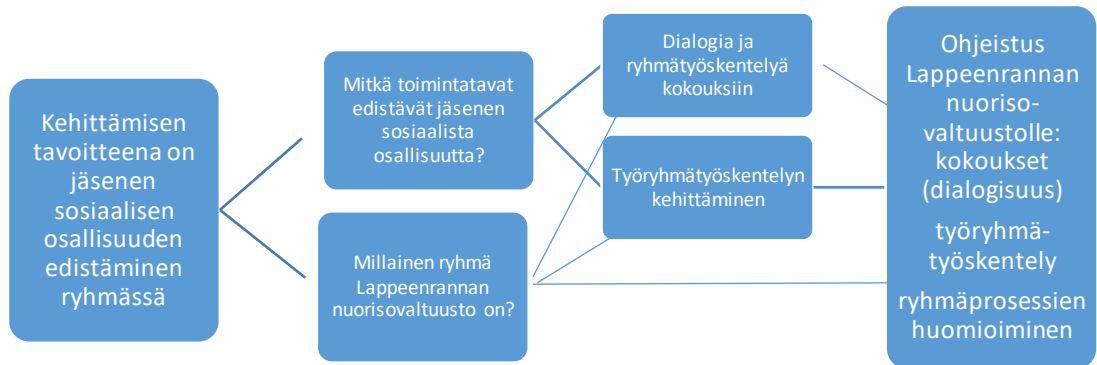 Kehittämisen
tavoitteena on
jäsenen
sosiaalisen
osallisuuden
edistäminen
ryhmässä
Mitkä toimintatavat
edistävät jäsenen
sosiaalista
osallisuutta?
Millainen ryhmä
Lappeenrannan
nuorisovaltuusto on?
Dialogia ja
ryhmätyöskentelyä
kokouksiin
Työryhmätyöskentelyn
kehittäminen
Ohjeistus
Lappeenrannan
nuoriso-
valtuustolle:
kokoukset
(dialogisuus)
työryhmä-
työskentely
ryhmäprosessien
huomioiminen